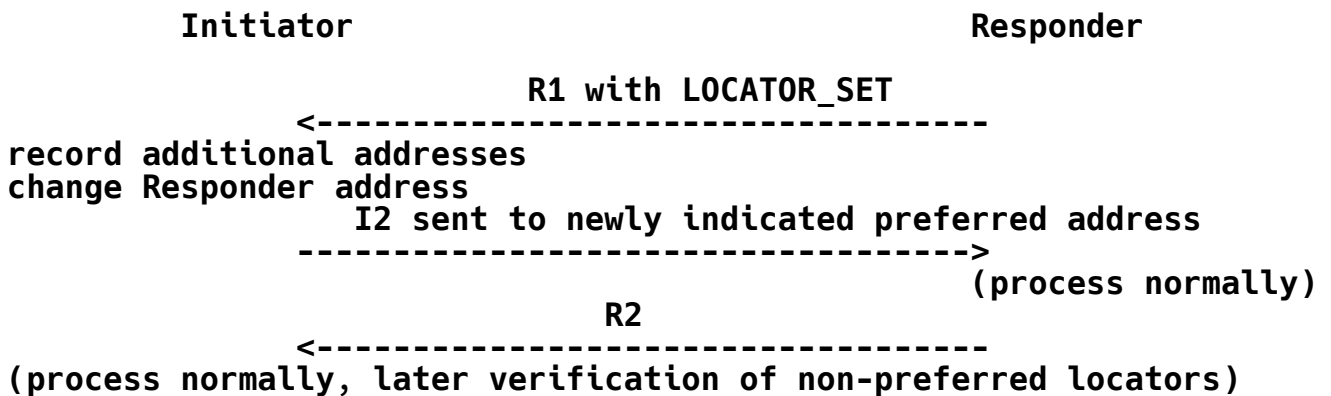 Initiator                                Responder

                           R1 with LOCATOR_SET
               <-----------------------------------
record additional addresses
change Responder address
                  I2 sent to newly indicated preferred address
               ----------------------------------->
                                                  (process normally)
                               R2
               <-----------------------------------
(process normally, later verification of non-preferred locators)